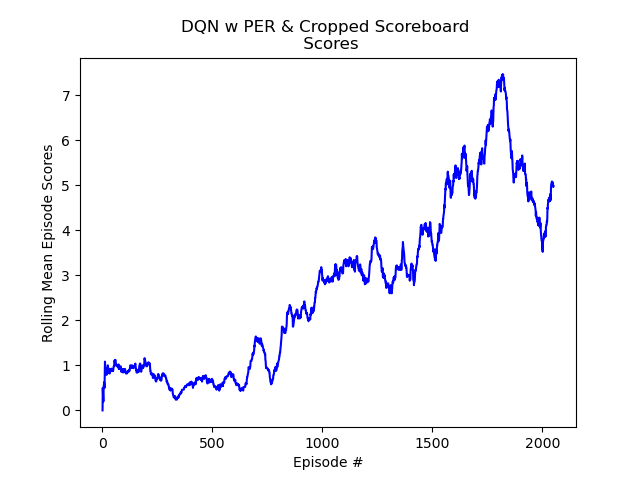 DQN w PER & Cropped Scoreboard
Scores
7
6
5
4
3
2
1
0
Rolling Mean Episode Scores
0 500 1000 1500 2000
Episode #